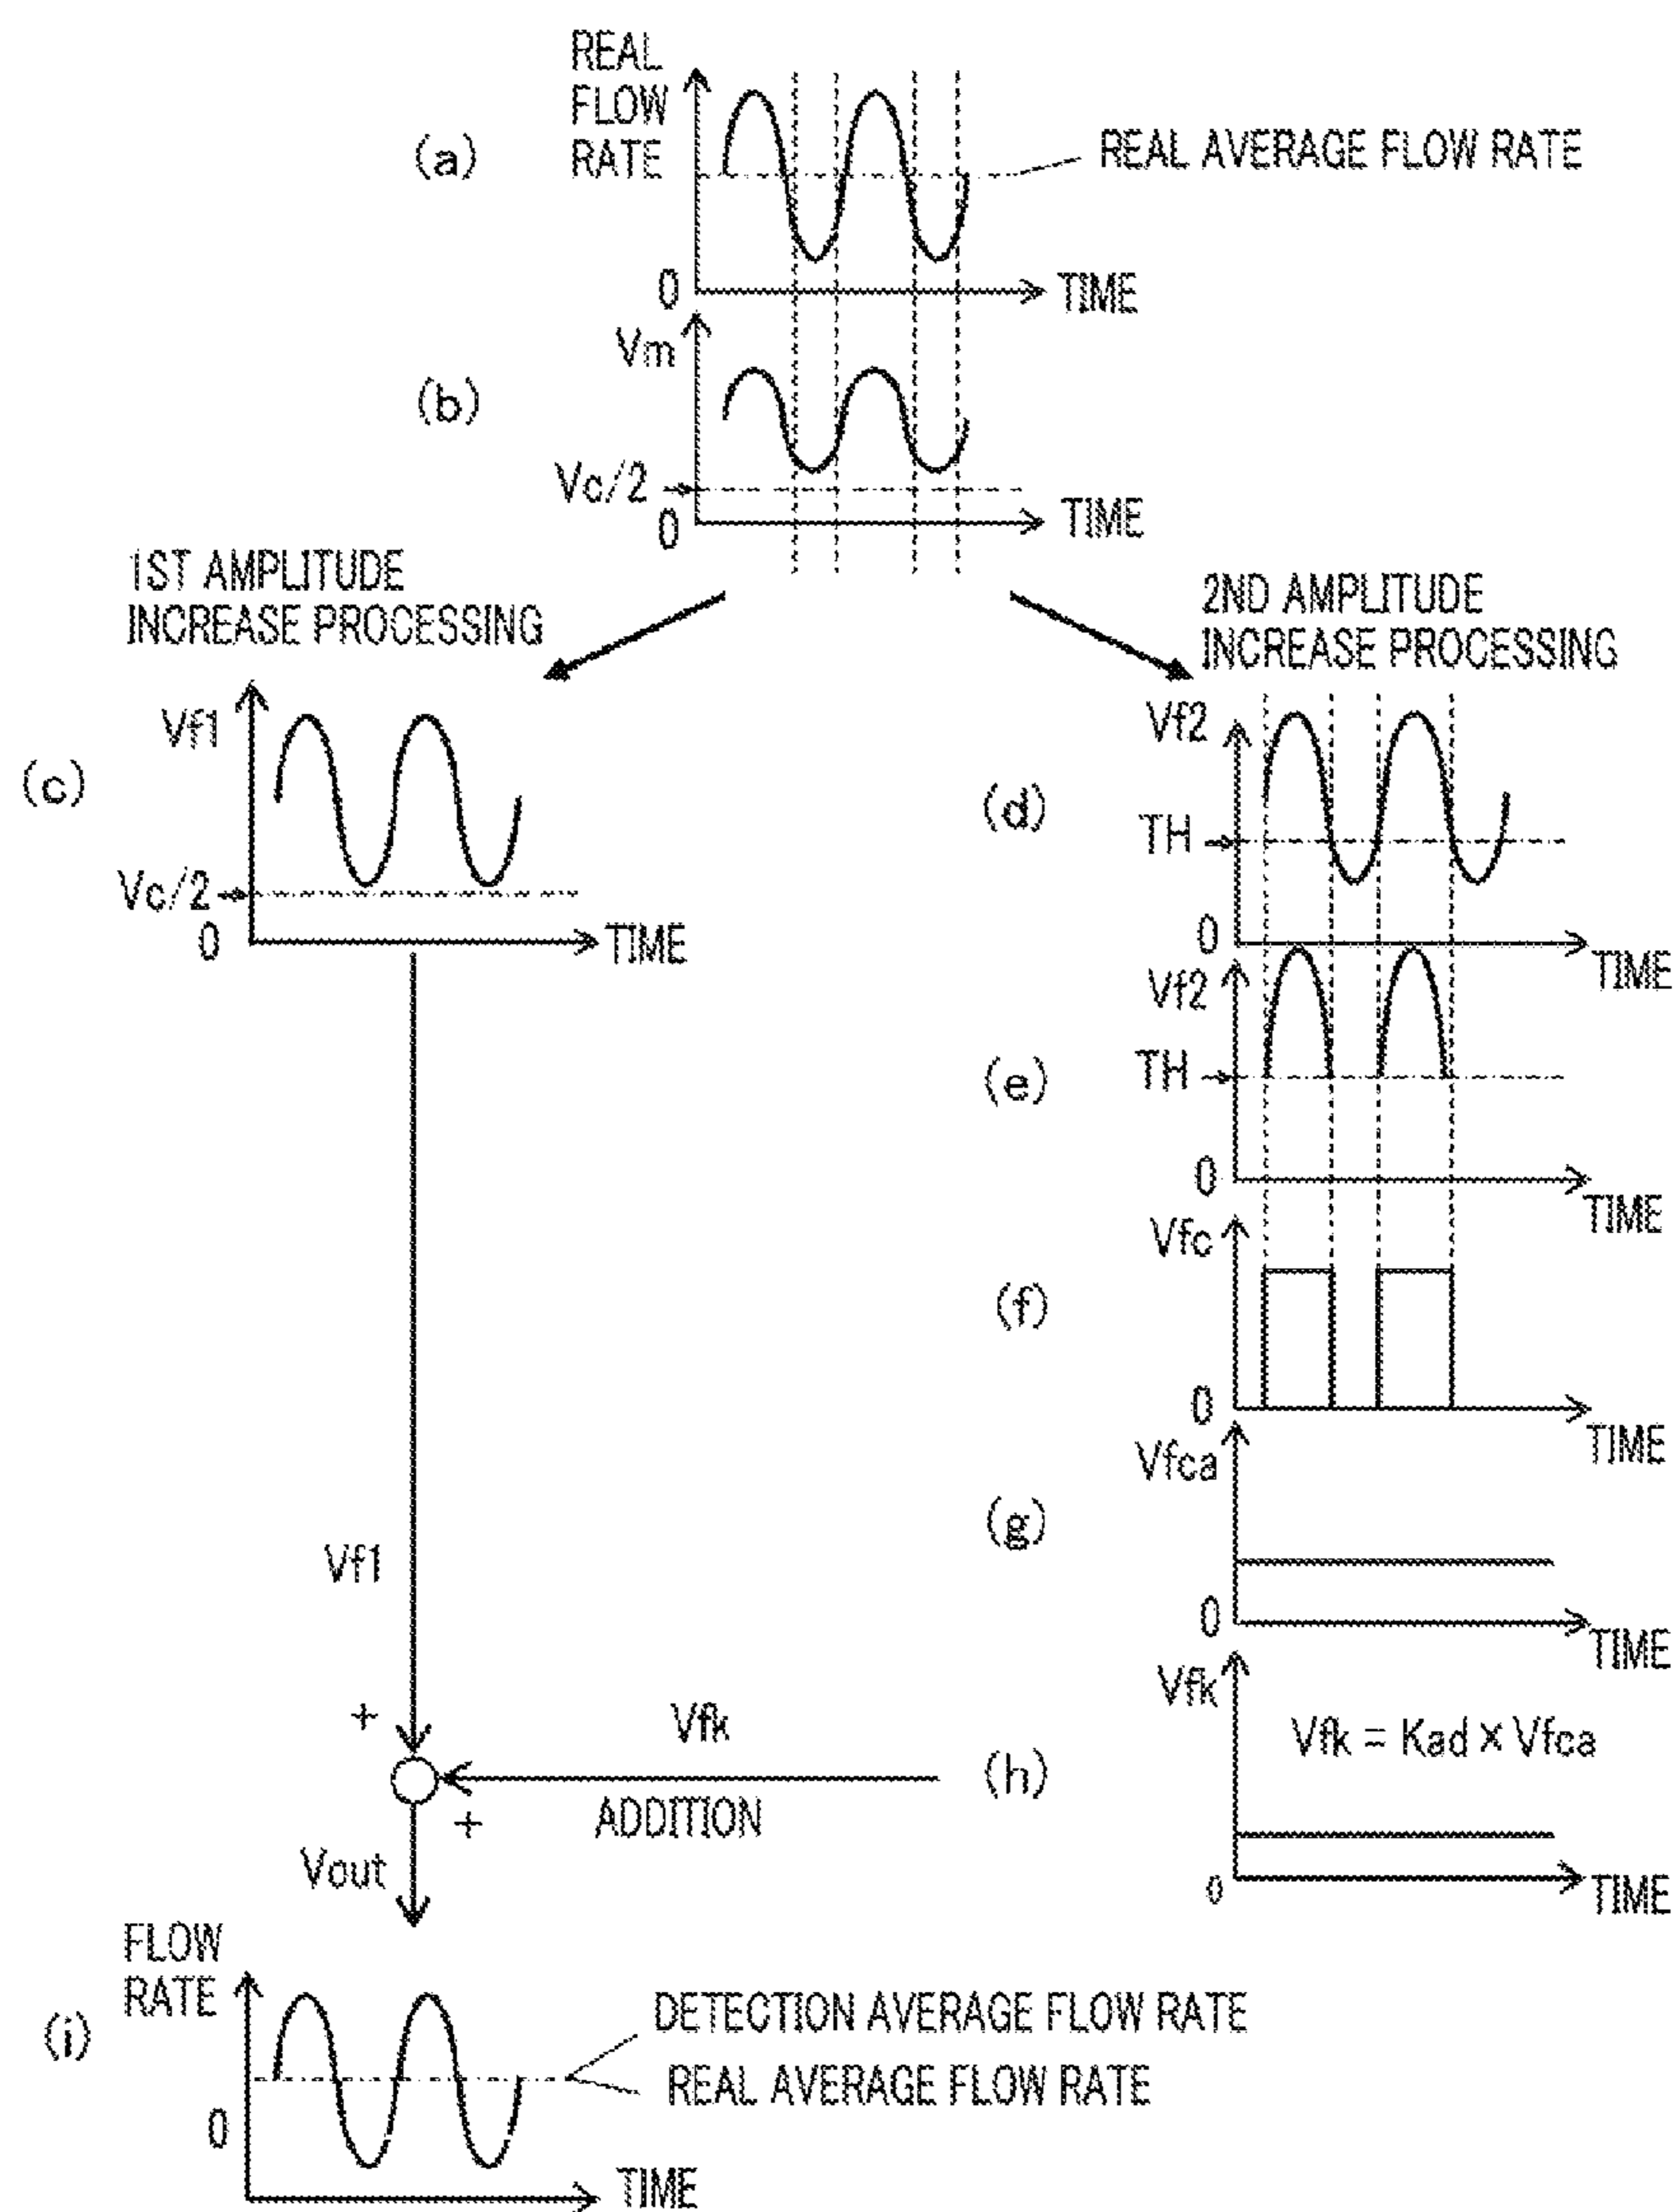 REAL
FLOW
RATE
(a)
REAL AVERAGE FLOW RATE
0
TIME
Vm
(b)
Vc/2
0
TIME
1ST AMPLITUDE
INCREASE PROCESSING
2ND AMPLITUDE
INCREASE PROCESSING
Vf1
(c)
Vc/2
0
TIME
Vf2
(d)
TH
0
TIME
Vf2
(e)
TH
0
TIME
Vfc
(f)
0
TIME
Vfca
(g)
0
TIME
Vf1
+
Vfk
+
ADDITION
Vfk
(h)
Vfk = Kad × Vfca
0
TIME
Vout
FLOW
RATE
(i)
DETECTION AVERAGE FLOW RATE
REAL AVERAGE FLOW RATE
0
TIME